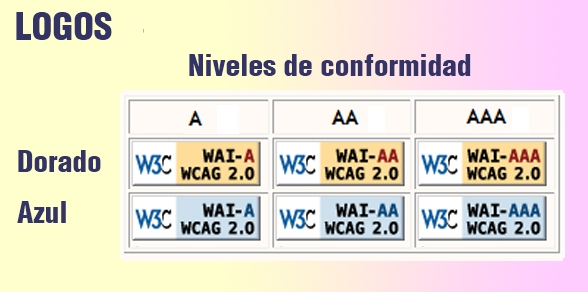 LOGOS
Niveles de conformidad
A AA AAA
Dorado W3C WAI-A WCAG 2.0 W3C WAI-AA WCAG 2.0 W3C WAI-AAA WCAG 2.0
Azul W3C WAI-A WCAG 2.0 W3C WAI-AA WCAG 2.0 W3C WAI-AAA WCAG 2.0